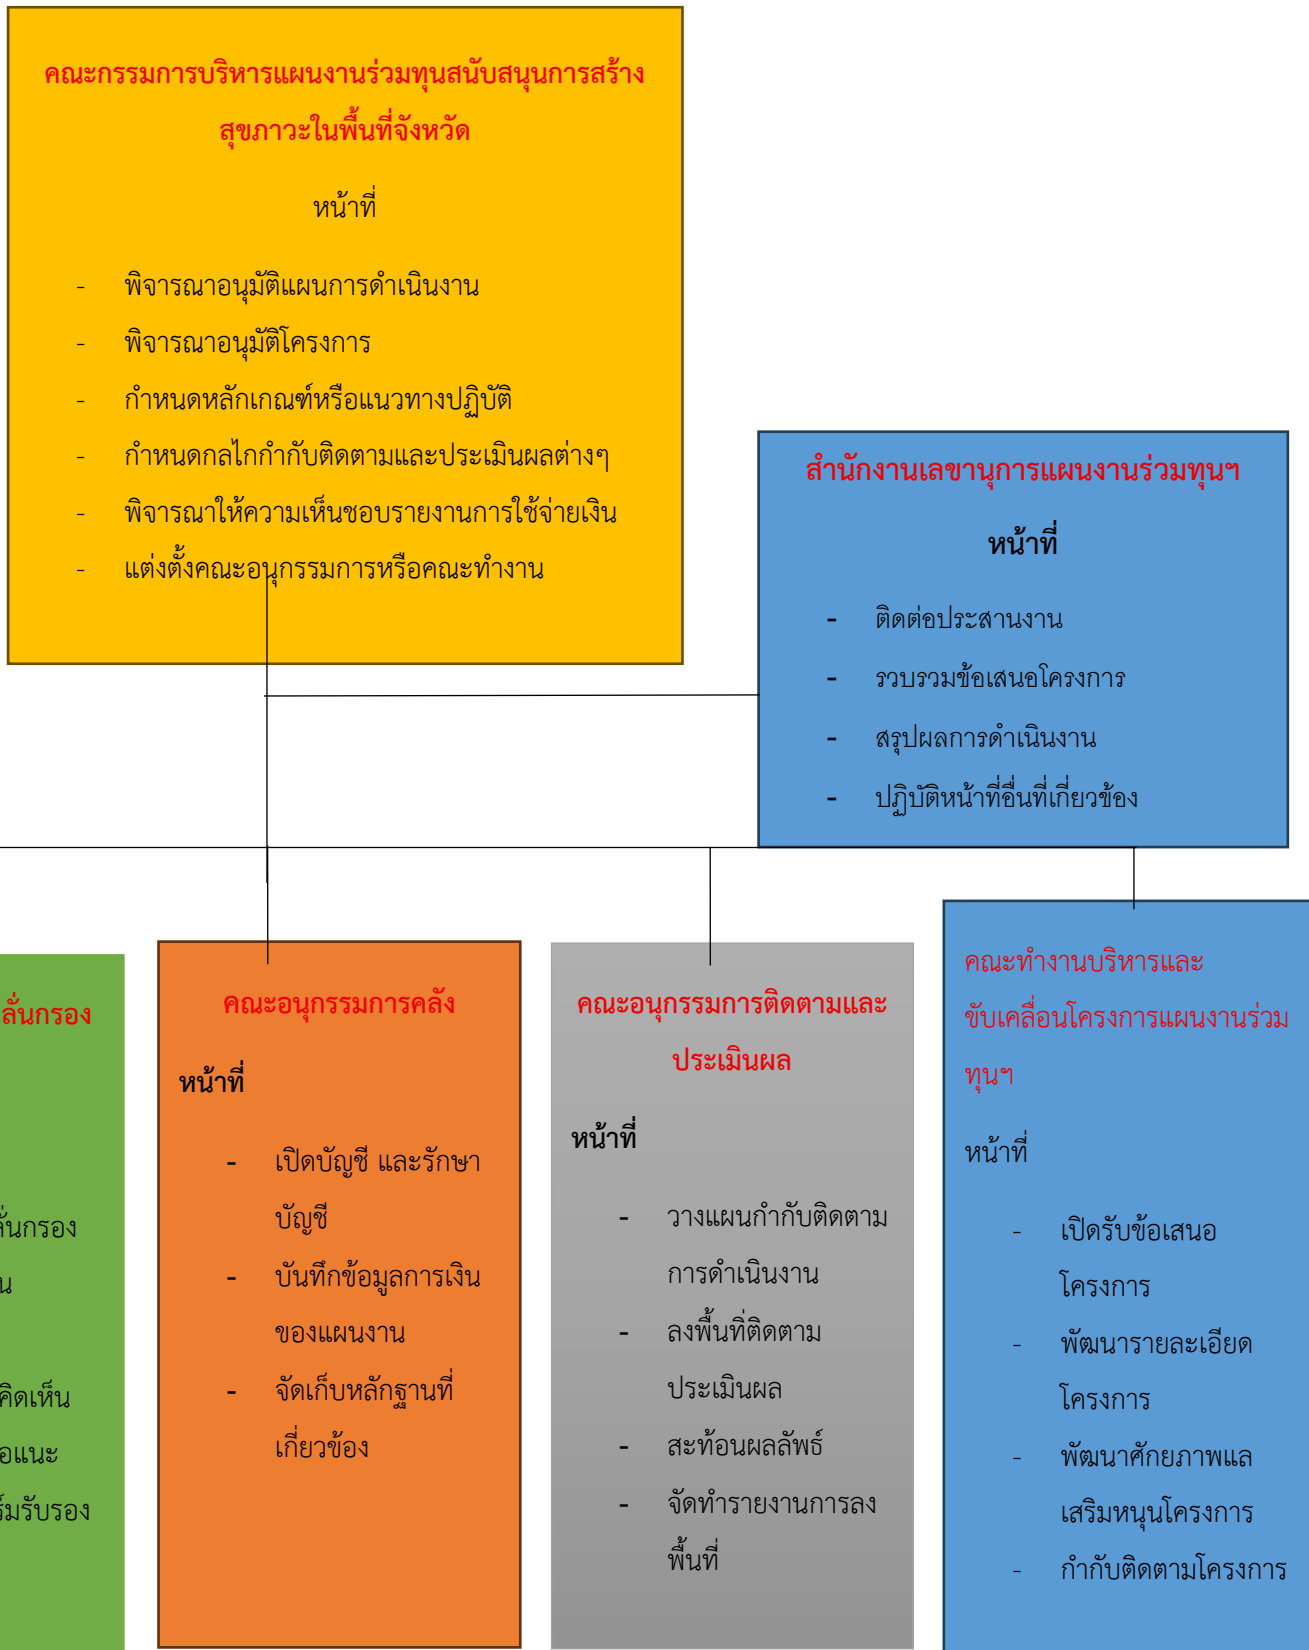 คณะกรรมการบริหารแผนงานร่วมทุนสนับสนุนการสร้าง
สุขภาวะในพื้นที่จังหวัด
หน้าที่
- พิจารณาอนุมัติแผนการดำเนินงาน
- พิจารณาอนุมัติโครงการ
- กำหนดหลักเกณฑ์หรือแนวทางปฏิบัติ
- กำหนดกลไกกำกับติดตามและประเมินผลต่างๆ
- พิจารณาให้ความเห็นชอบรายงานการใช้จ่ายเงิน
- แต่งตั้งคณะอนุกรรมการหรือคณะทำงาน
สำนักงานเลขานุการแผนงานร่วมทุนฯ
หน้าที่
- ติดต่อประสานงาน
- รวบรวมข้อเสนอโครงการ
- สรุปผลการดำเนินงาน
- ปฏิบัติหน้าที่อื่นที่เกี่ยวข้อง
ลั่นกรอง
ลั่นกรอง
น
คิดเห็น
อแนะ
ร์มรับรอง
คณะอนุกรรมการคลัง
หน้าที่
- เปิดบัญชี และรักษา
บัญชี
- บันทึกข้อมูลการเงิน
ของแผนงาน
- จัดเก็บหลักฐานที่
เกี่ยวข้อง
คณะอนุกรรมการติดตามและ
ประเมินผล
หน้าที่
- วางแผนกำกับติดตาม
การดำเนินงาน
- ลงพื้นที่ติดตาม
ประเมินผล
- สะท้อนผลลัพธ์
- จัดทำรายงานการลง
พื้นที่
คณะทำงานบริหารและ
ขับเคลื่อนโครงการแผนงานร่วม
ทุนฯ
หน้าที่
- เปิดรับข้อเสนอ
โครงการ
- พัฒนารายละเอียด
โครงการ
- พัฒนาศักยภาพแล
เสริมหนุนโครงการ
- กำกับติดตามโครงการ